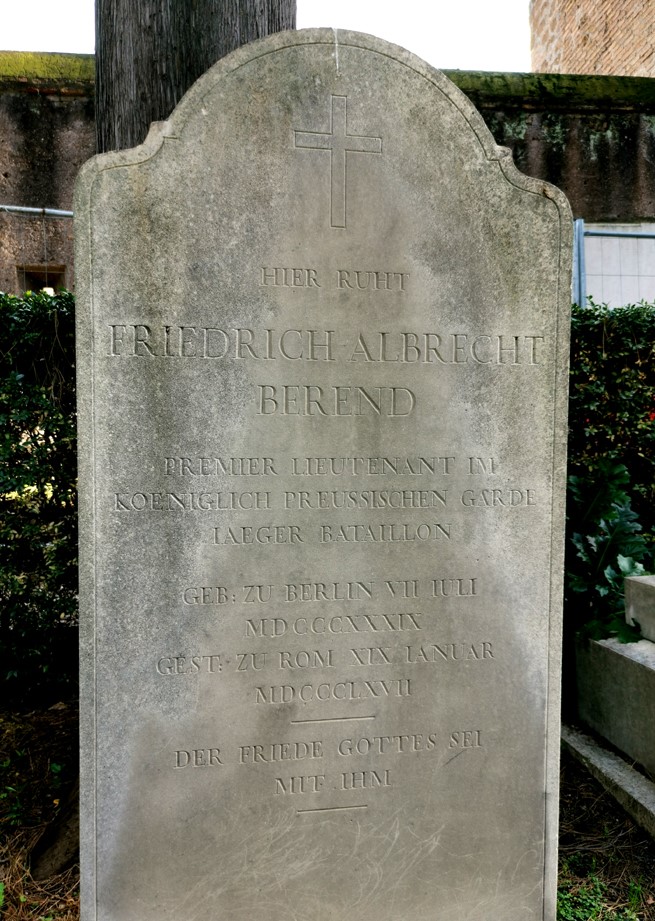 HIER RUHT
FRIEDRICH ALBRECHT
BEREND
PREMIER LIEUTENANT IM
KOENIGLICH PREUSSISCHEN GARDE
IAEGER BATAILLON
GEB: ZU BERLIN VII IULI
MDCCCXXXIX
GEST: ZU ROM XIX IANUAR
MDCCCLXVII
DER FRIEDE GOTTES SEI
MIT IHM